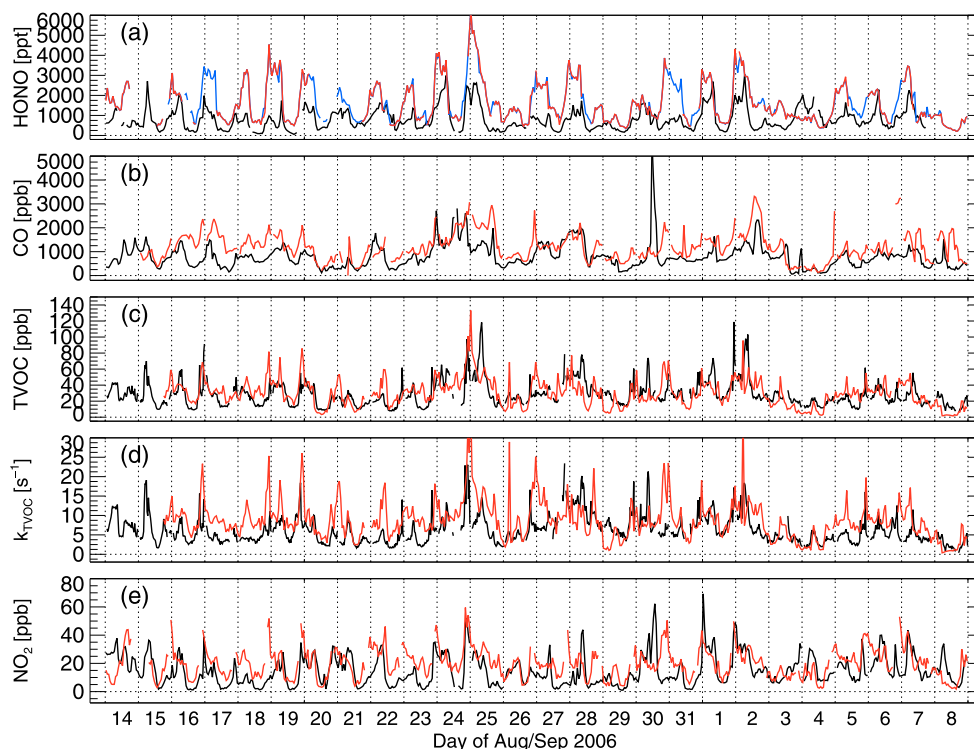 (a)
HONO [ppt]
6000
5000
4000
3000
2000
1000
0
(b)
CO [ppb]
5000
4000
3000
2000
1000
0
(c)
TVOC [ppb]
140
120
100
80
60
40
20
0
(d)
kTVOC [s⁻¹]
30
25
20
15
10
5
0
(e)
NO₂ [ppb]
80
60
40
20
0
14 15 16 17 18 19 20 21 22 23 24 25 26 27 28 29 30 31 1 2 3 4 5 6 7 8
Day of Aug/Sep 2006